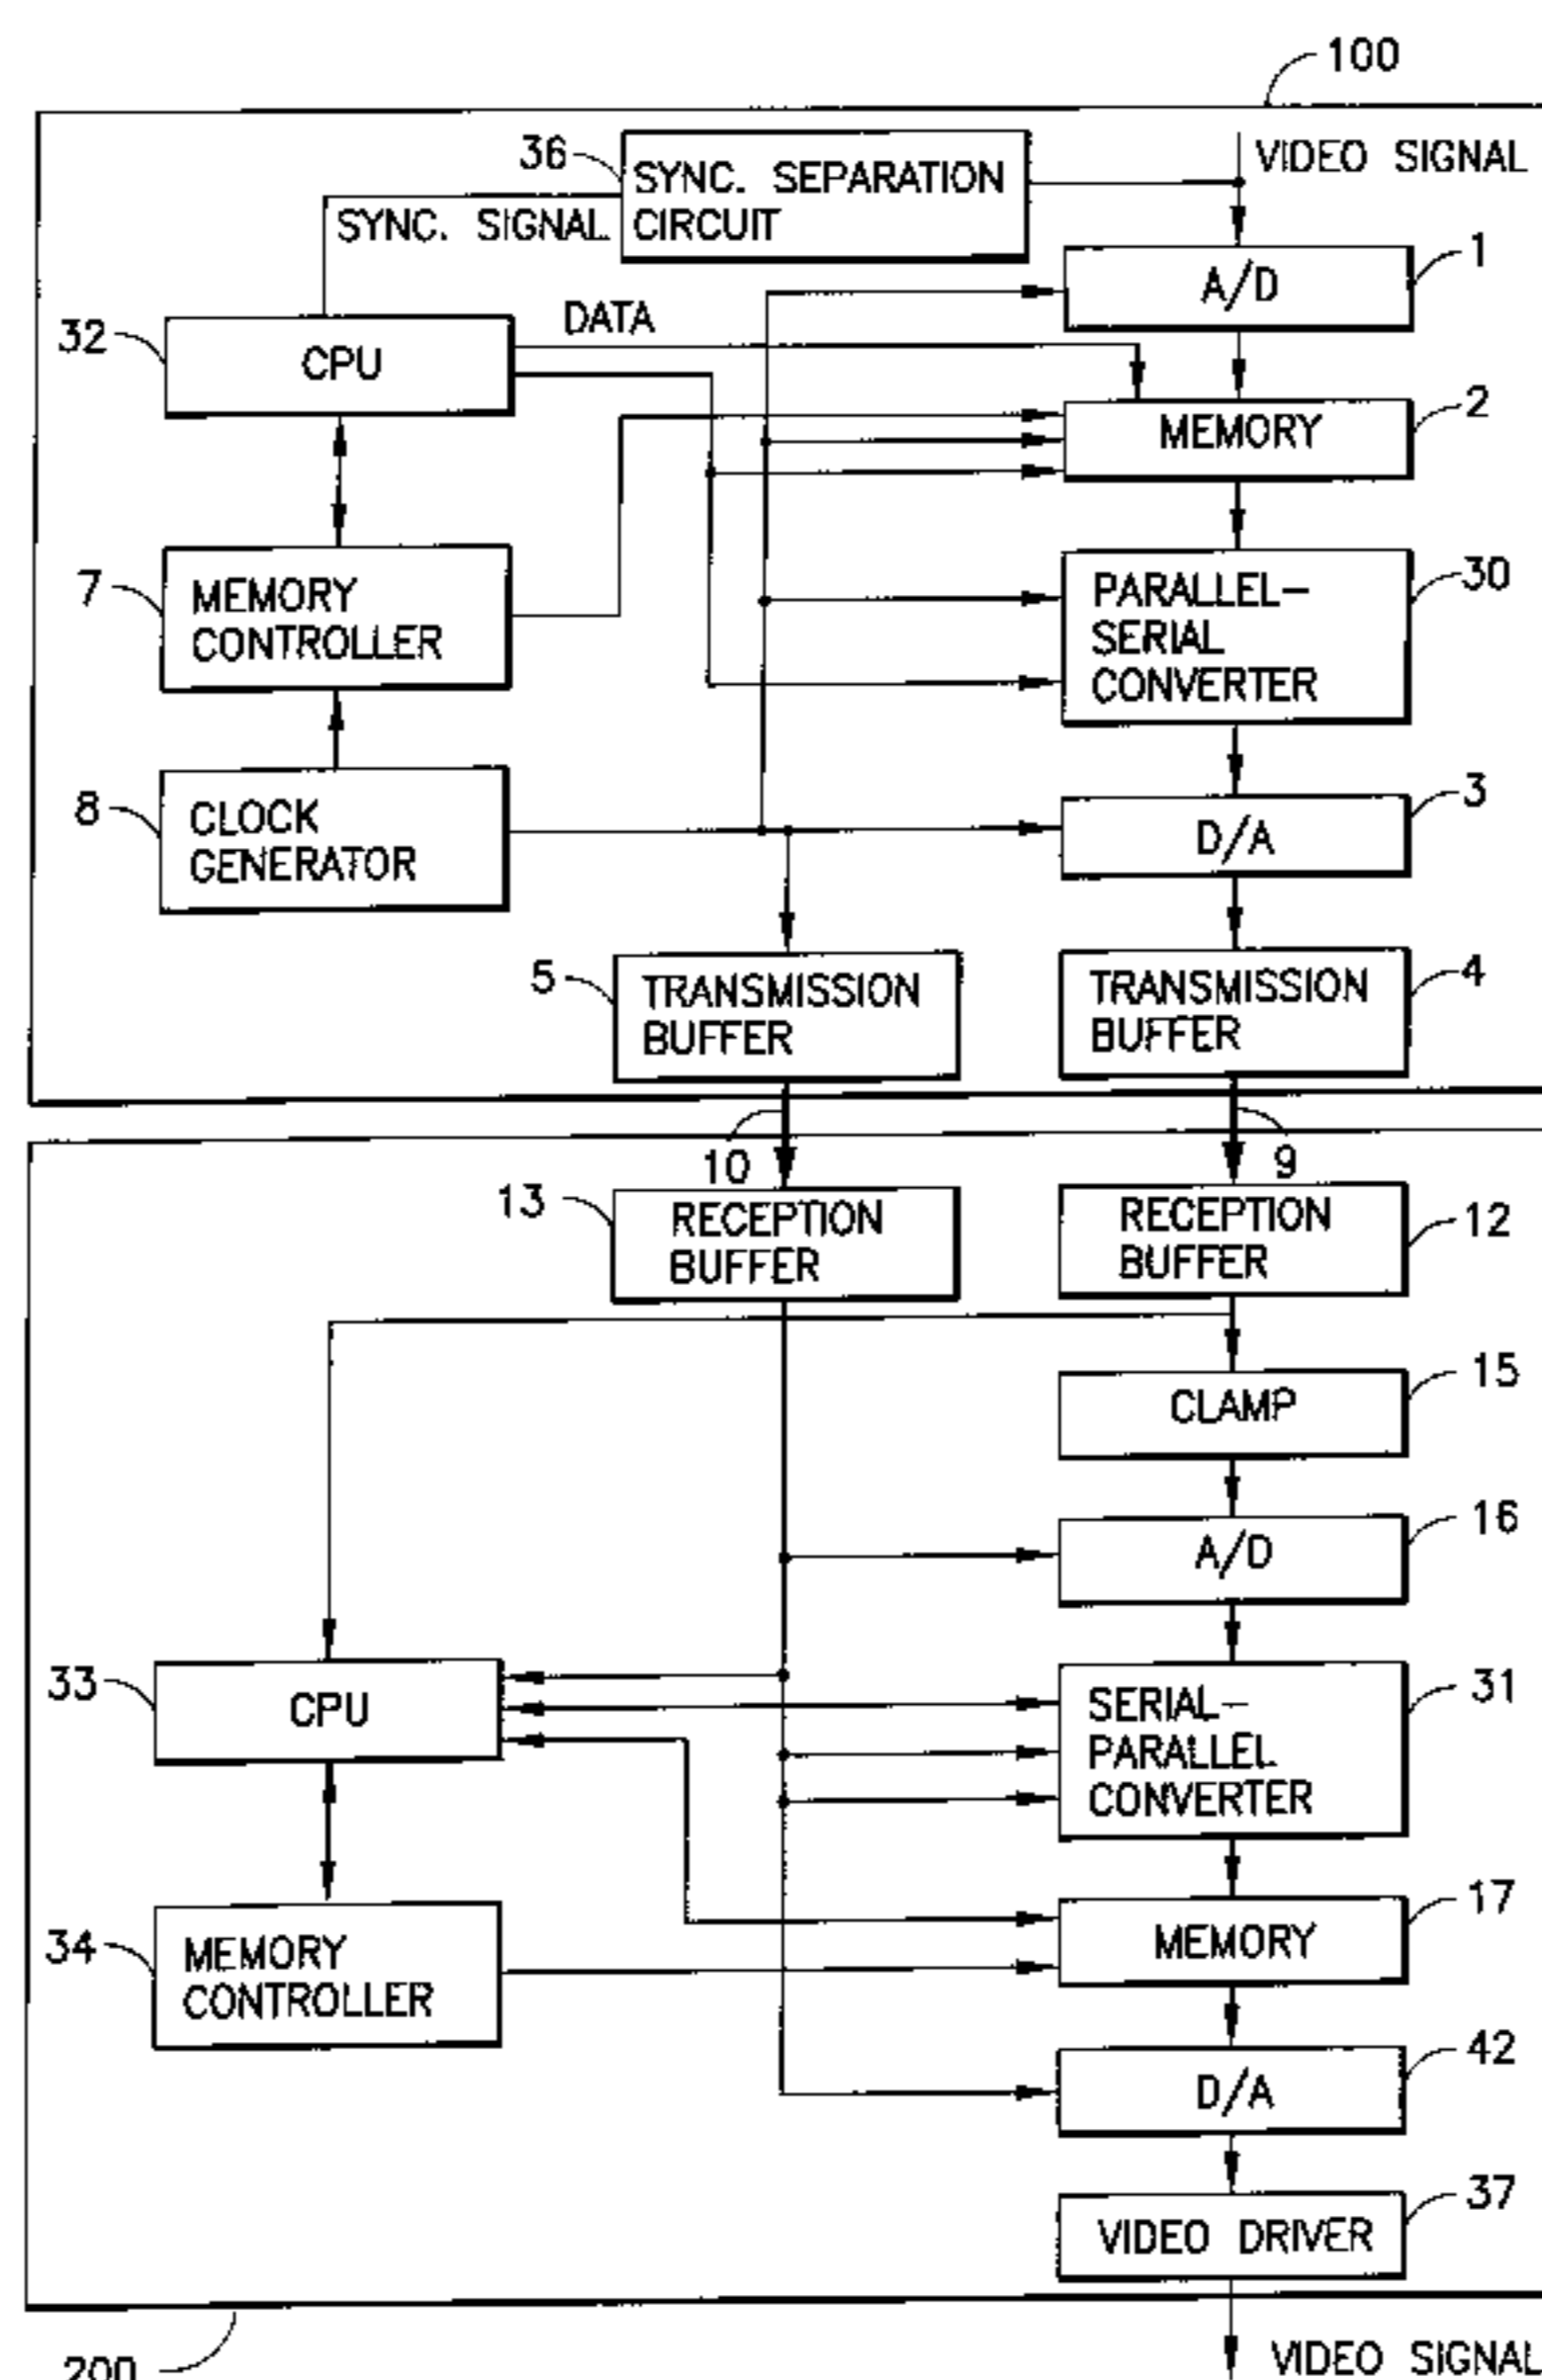 100
36
SYNC. SEPARATION
CIRCUIT
VIDEO SIGNAL
SYNC. SIGNAL
1
A/D
DATA
32
CPU
2
MEMORY
7
MEMORY
CONTROLLER
30
PARALLEL-
SERIAL
CONVERTER
8
CLOCK
GENERATOR
3
D/A
5
TRANSMISSION
BUFFER
4
TRANSMISSION
BUFFER
10
9
13
RECEPTION
BUFFER
12
RECEPTION
BUFFER
15
CLAMP
16
A/D
33
CPU
31
SERIAL-
PARALLEL
CONVERTER
17
MEMORY
34
MEMORY
CONTROLLER
42
D/A
37
VIDEO DRIVER
200
VIDEO SIGNAL